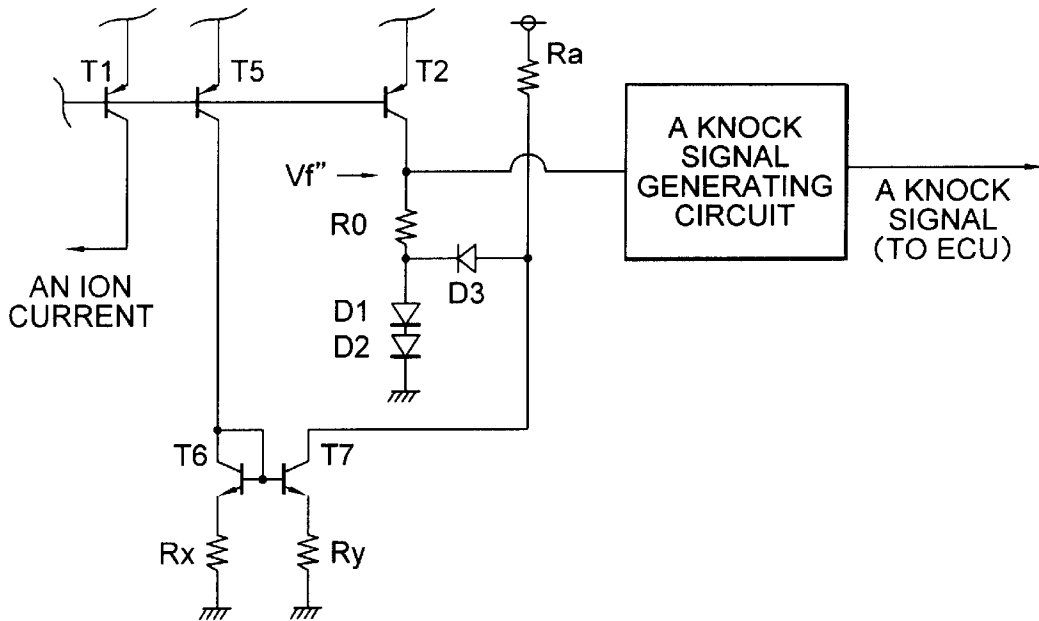 T1
T5
T2
Ra
A KNOCK
SIGNAL
GENERATING
CIRCUIT
Vf"
R0
A KNOCK
SIGNAL
(TO ECU)
AN ION
CURRENT
D3
D1
D2
T6
T7
Rx
Ry